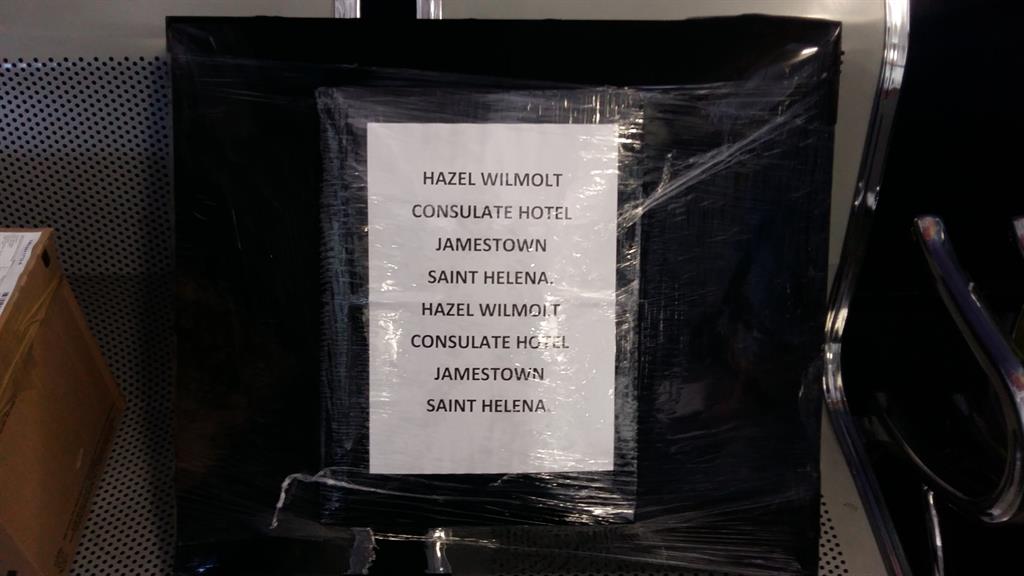 HAZEL WILMOLT
CONSULATE HOTEL
JAMESTOWN
SAINT HELENA.
HAZEL WILMOLT
CONSULATE HOTEL
JAMESTOWN
SAINT HELENA.